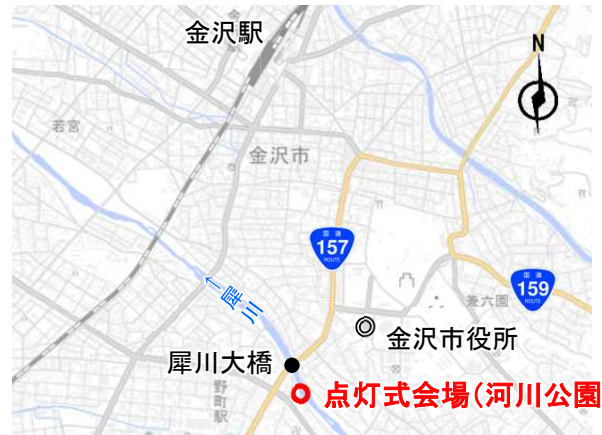 金沢駅
N
若宮
金沢市
国道
157
ROUTE
国道
159
ROUTE
兼六園
←犀川
金沢市役所
犀川大橋
野町駅
点灯式会場(河川公園